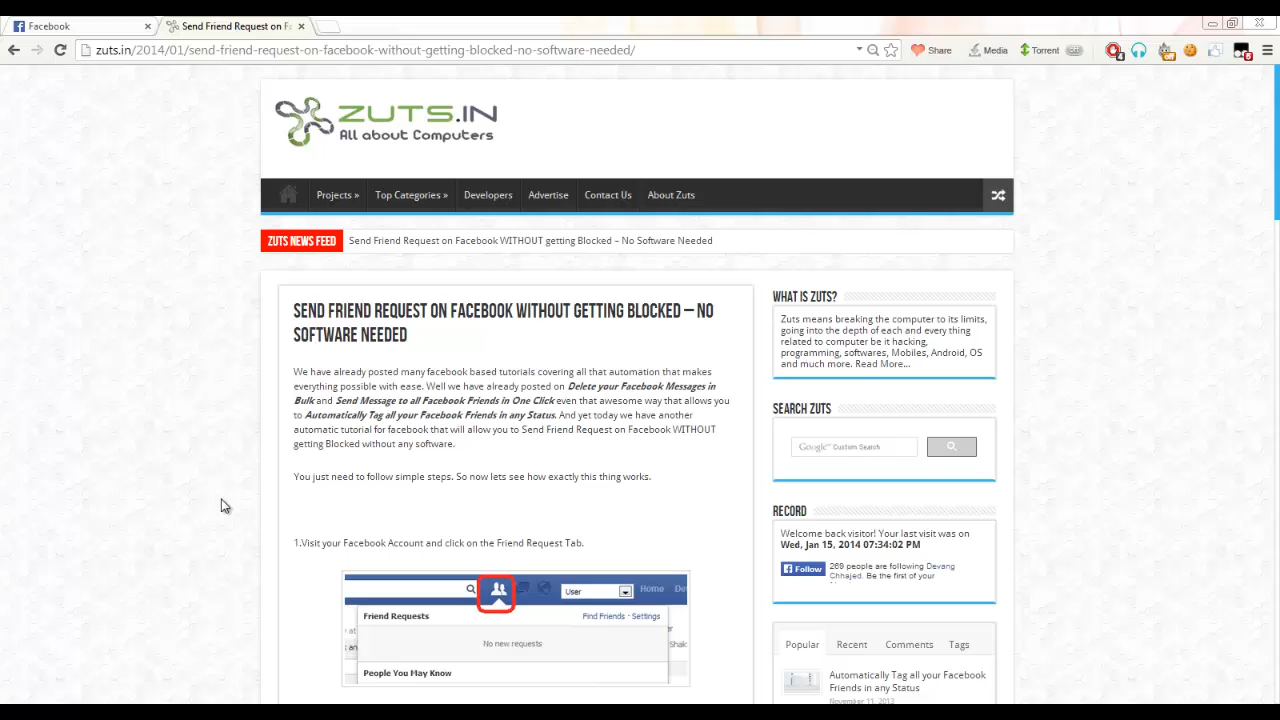 Facebook
Send Friend Request on F
zuts.in/2014/01/send-friend-request-on-facebook-without-getting-blocked-no-software-needed/
Share
Media
Torrent
ZUTS.IN
All about Computers
Projects »
Top Categories »
Developers
Advertise
Contact Us
About Zuts
ZUTS NEWS FEED
Send Friend Request on Facebook WITHOUT getting Blocked – No Software Needed
SEND FRIEND REQUEST ON FACEBOOK WITHOUT GETTING BLOCKED – NO
SOFTWARE NEEDED
We have already posted many facebook based tutorials covering all that automation that makes
everything possible with ease. Well we have already posted on Delete your Facebook Messages in
Bulk and Send Message to all Facebook Friends in One Click even that awesome way that allows you
to Automatically Tag all your Facebook Friends in any Status. And yet today we have another
automatic tutorial for facebook that will allow you to Send Friend Request on Facebook WITHOUT
getting Blocked without any software.
You just need to follow simple steps. So now lets see how exactly this thing works.
1.Visit your Facebook Account and click on the Friend Request Tab.
User
Home
De
Friend Requests
Find Friends · Settings
No new requests
People You May Know
WHAT IS ZUTS?
Zuts means breaking the computer to its limits,
going into the depth of each and every thing
related to computer be it hacking,
programming, softwares, Mobiles, Android, OS
and much more. Read More...
SEARCH ZUTS
Google™ Custom Search
RECORD
Welcome back visitor! Your last visit was on
Wed, Jan 15, 2014 07:34:02 PM
Follow
269 people are following Devang
Chhajed. Be the first of your
Popular
Recent
Comments
Tags
Automatically Tag all your Facebook
Friends in any Status
November 11, 2013